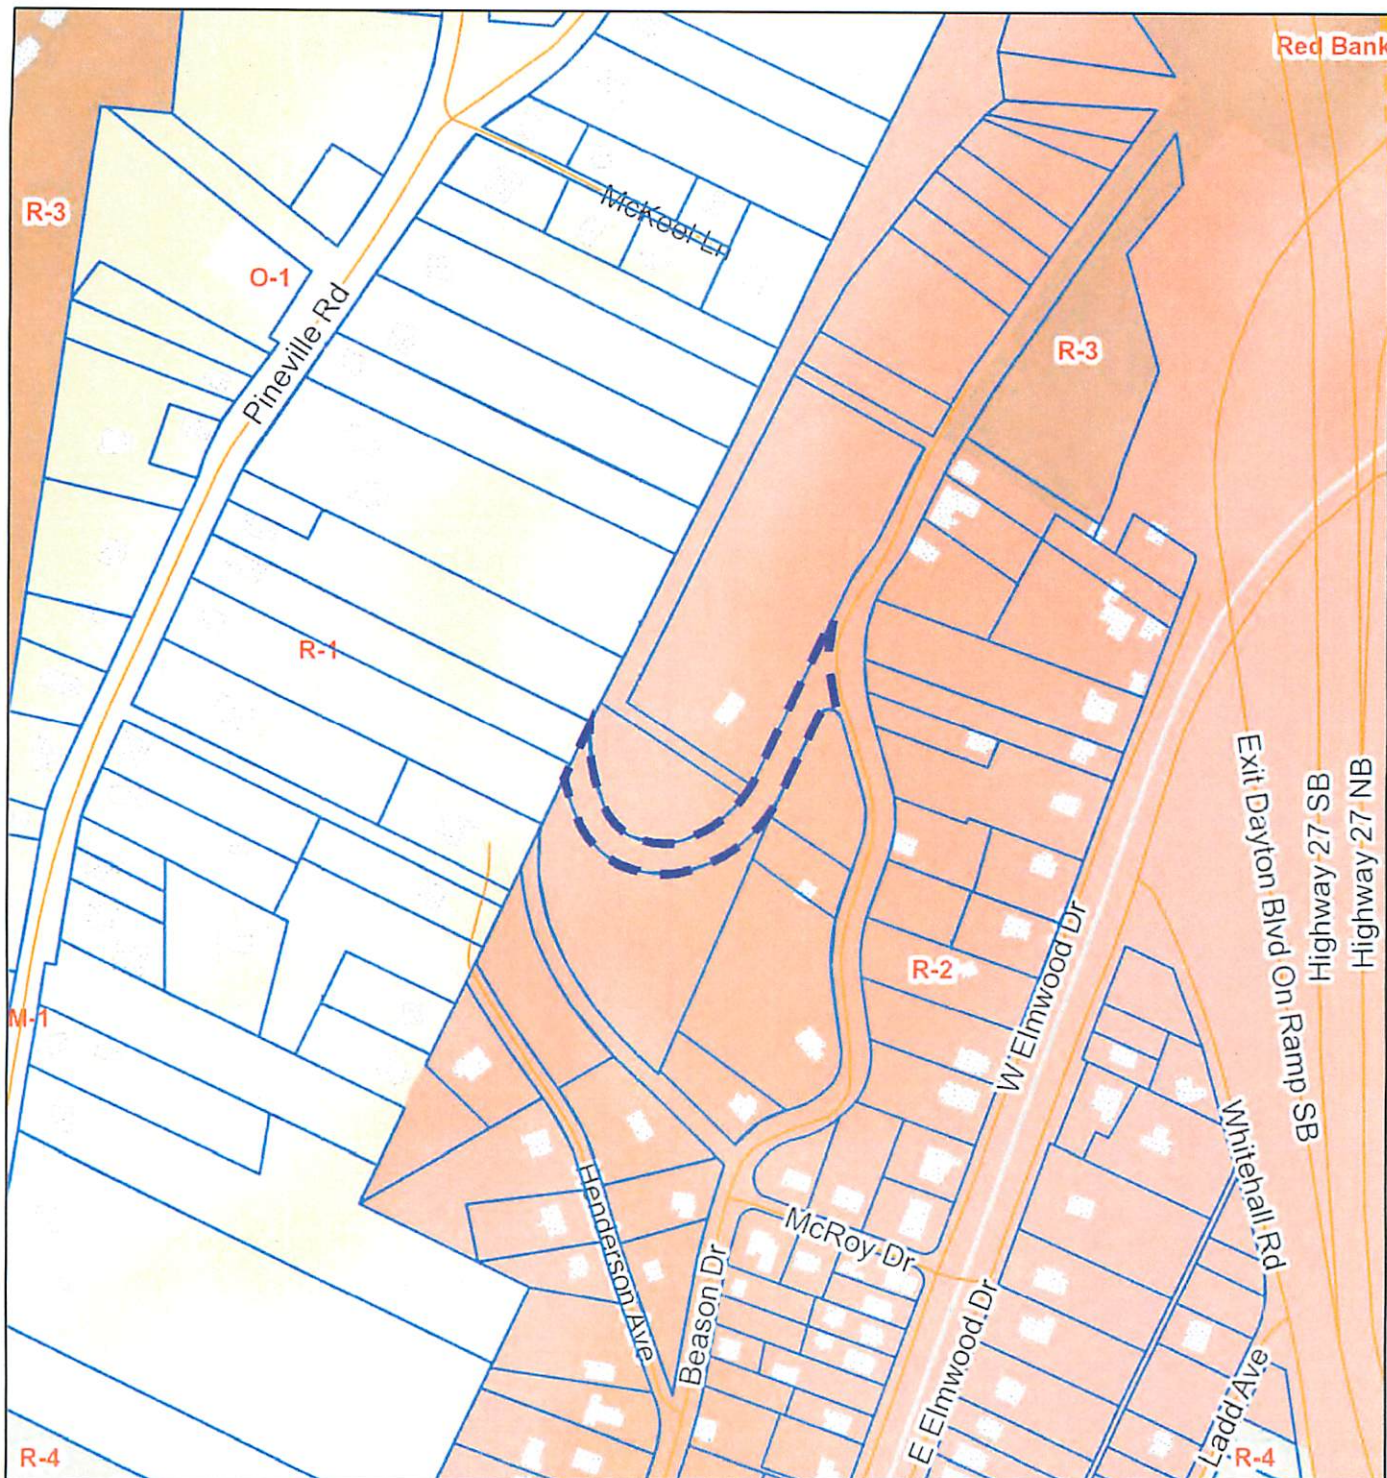 Red Bank
McKeel Ln
R-3
O-1
Pineville Rd
R-3
R-1
Exit Dayton Blvd On Ramp SB
Highway 27 SB
Highway 27 NB
R-2
W Elmwood Dr
M-1
Whitehall Rd
Henderson Ave
McRoy Dr
Beason Dr
E Elmwood Dr
Ladd Ave
R-4
R-4